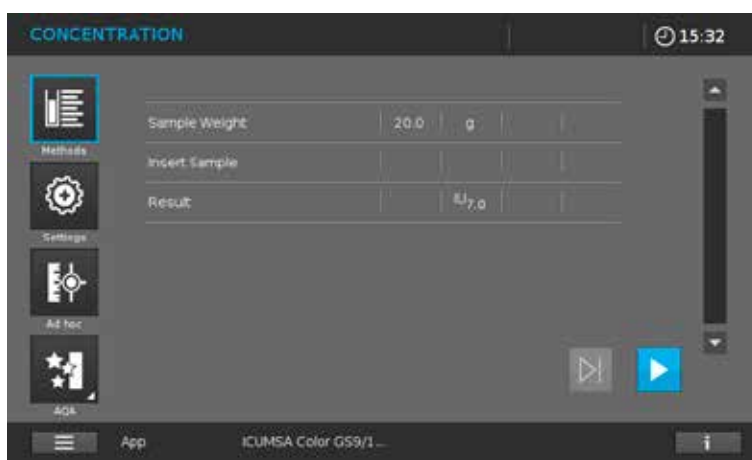 CONCENTRATION 15:32
Methods
Sample Weight 20.0 g
Insert Sample
Settings
Result IU7.0
Ad hoc
AQA
App ICUMSA Color GS9/1...
i